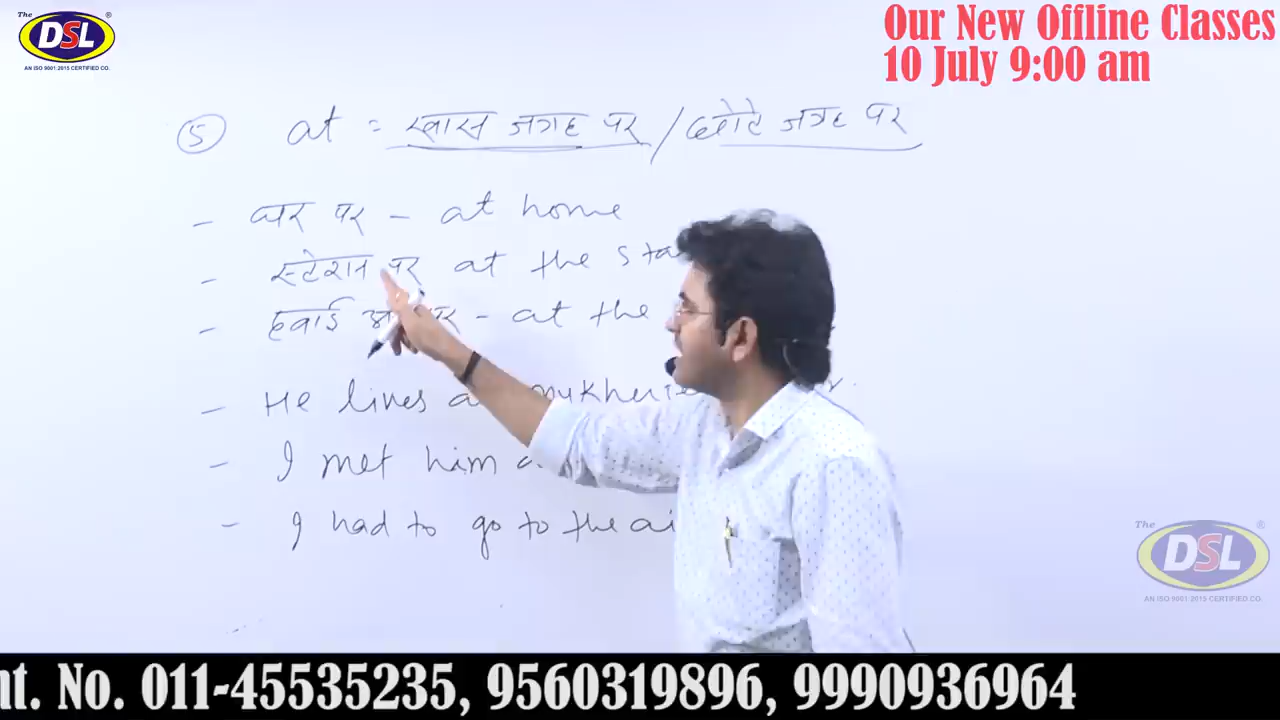 The
DSL
AN ISO 9001:2015 CERTIFIED CO.
Our New Offline Classes
10 July 9:00 am
⑤ at = खास जगह पर / छोटे जगह पर
- घर पर - at home
- स्टेशन पर at the sta
- हवाई पर - at the
- He lives a mukherje r.
- I met him a
- I had to go to the ai
The
DSL
AN ISO 9001:2015 CERTIFIED CO.
nt. No. 011-45535235, 9560319896, 9990936964